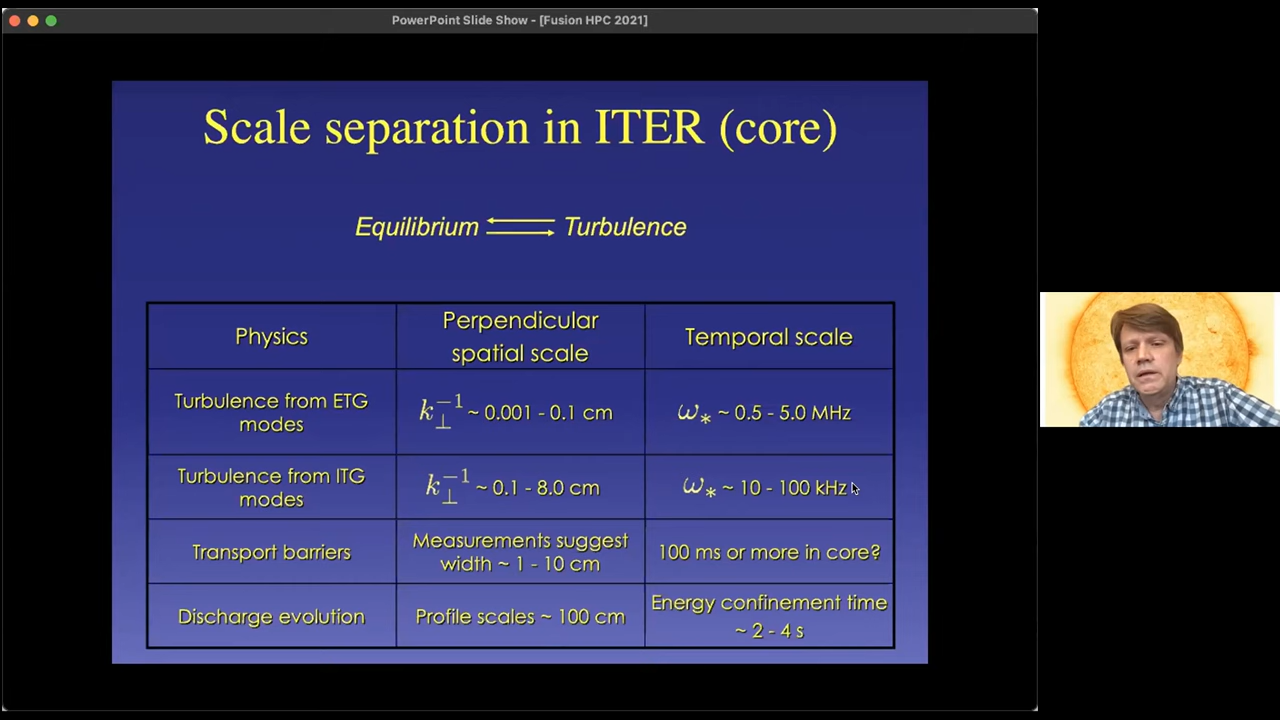 PowerPoint Slide Show - [Fusion HPC 2021]
Scale separation in ITER (core)
Equilibrium ⇄ Turbulence
Physics
Perpendicular
spatial scale
Temporal scale
Turbulence from ETG
modes
k⊥⁻¹ ~ 0.001 - 0.1 cm
ω* ~ 0.5 - 5.0 MHz
Turbulence from ITG
modes
k⊥⁻¹ ~ 0.1 - 8.0 cm
ω* ~ 10 - 100 kHz
Transport barriers
Measurements suggest
width ~ 1 - 10 cm
100 ms or more in core?
Discharge evolution
Profile scales ~ 100 cm
Energy confinement time
~ 2 - 4 s